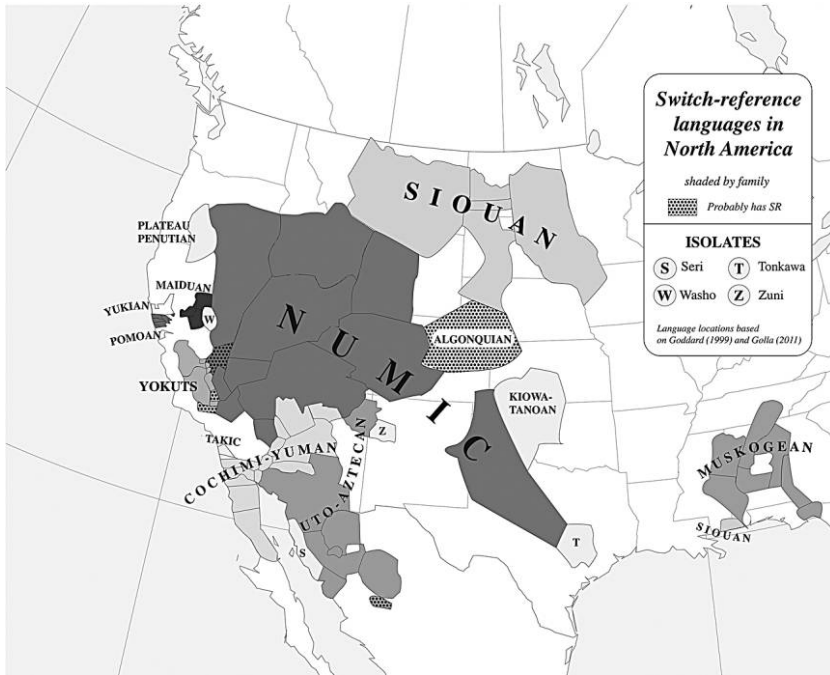 Switch-reference
languages in
North America
shaded by family
Probably has SR
ISOLATES
S Seri
T Tonkawa
W Washo
Z Zuni
Language locations based
on Goddard (1999) and Golla (2011)
SIOUAN
PLATEAU
PENUTIAN
MAIDUAN
YUKIAN
W
POMOAN
NUMIC
ALGONQUIAN
YOKUTS
KIOWA-
TANOAN
Z
TAKIC
COCHIMI-YUMAN
UTO-AZTECAN
MUSKOGEAN
SIOUAN
T
S